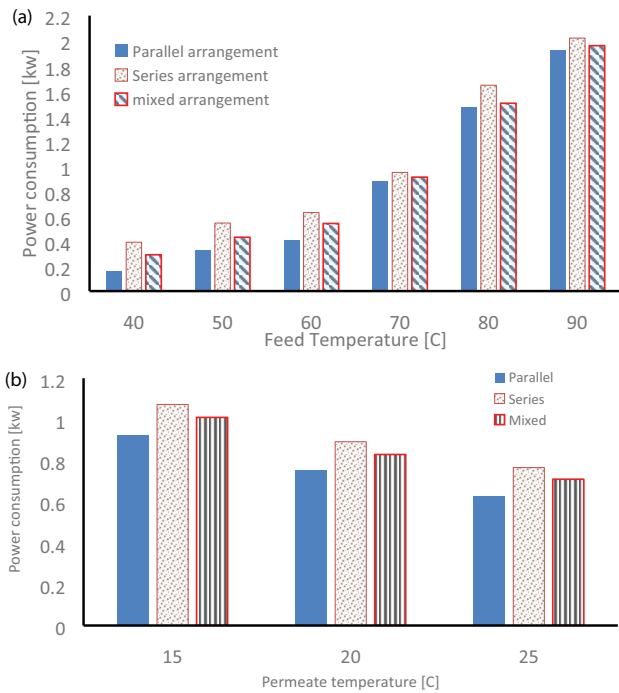 (a)
Power consumption [kw]
2.2
2
1.8
1.6
1.4
1.2
1
0.8
0.6
0.4
0.2
0
Parallel arrangement
Series arrangement
mixed arrangement
40 50 60 70 80 90
Feed Temperature [C]
(b)
Power consumption [kw]
1.2
1
0.8
0.6
0.4
0.2
0
Parallel
Series
Mixed
15 20 25
Permeate temperature [C]